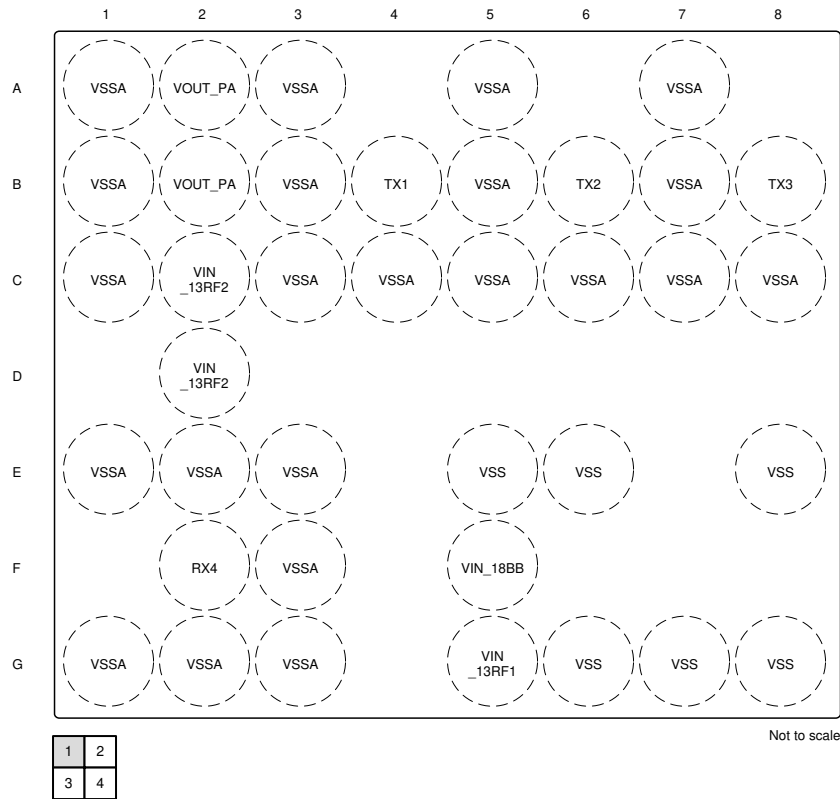 1 2 3 4 5 6 7 8
A VSSA VOUT_PA VSSA VSSA VSSA
B VSSA VOUT_PA VSSA TX1 VSSA TX2 VSSA TX3
C VSSA VIN _13RF2 VSSA VSSA VSSA VSSA VSSA VSSA
D VIN _13RF2
E VSSA VSSA VSSA VSS VSS VSS
F RX4 VSSA VIN_18BB
G VSSA VSSA VSSA VIN _13RF1 VSS VSS VSS
Not to scale
1 2
3 4